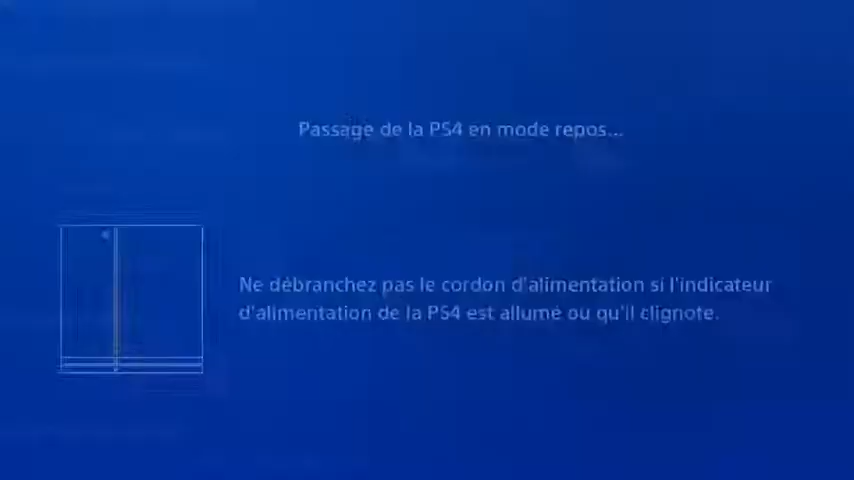 Passage de la PS4 en mode repos...
Ne débranchez pas le cordon d'alimentation si l'indicateur
d'alimentation de la PS4 est allumé ou qu'il clignote.